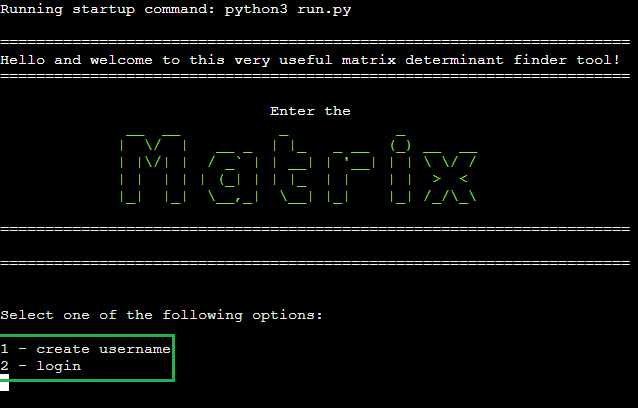 Running startup command: python3 run.py
======================================================================
Hello and welcome to this very useful matrix determinant finder tool!
======================================================================
Enter the
Matrix
======================================================================
======================================================================
Select one of the following options:
1 - create username
2 - login